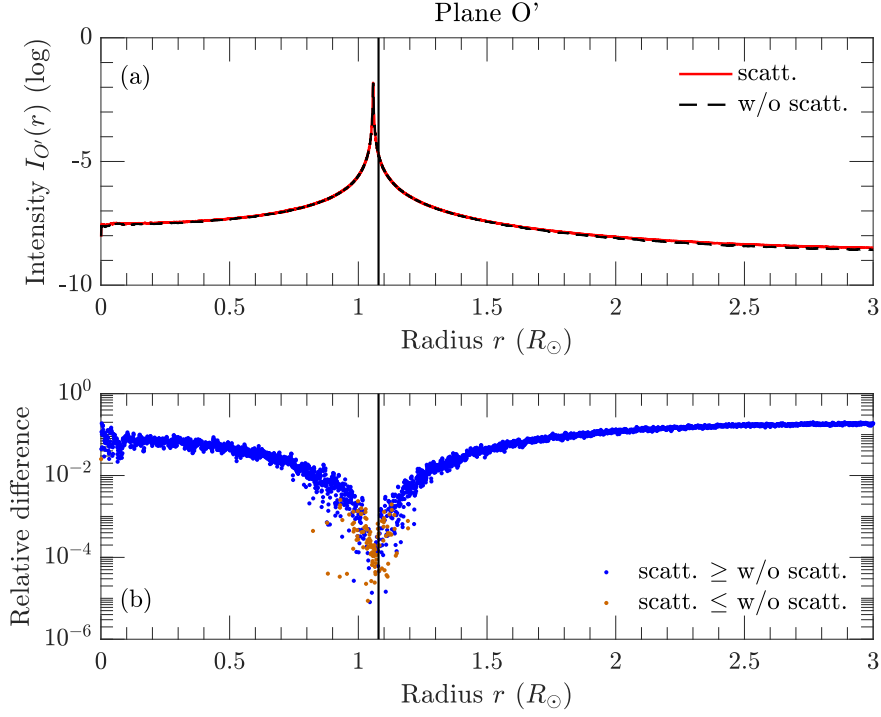 Plane O'
0
-5
-10
Intensity I_{O'}(r) (log)
(a)
scatt.
w/o scatt.
0 0.5 1 1.5 2 2.5 3
Radius r (R_⊙)
10^0
10^{-2}
10^{-4}
10^{-6}
Relative difference
(b)
scatt. ≥ w/o scatt.
scatt. ≤ w/o scatt.
0 0.5 1 1.5 2 2.5 3
Radius r (R_⊙)